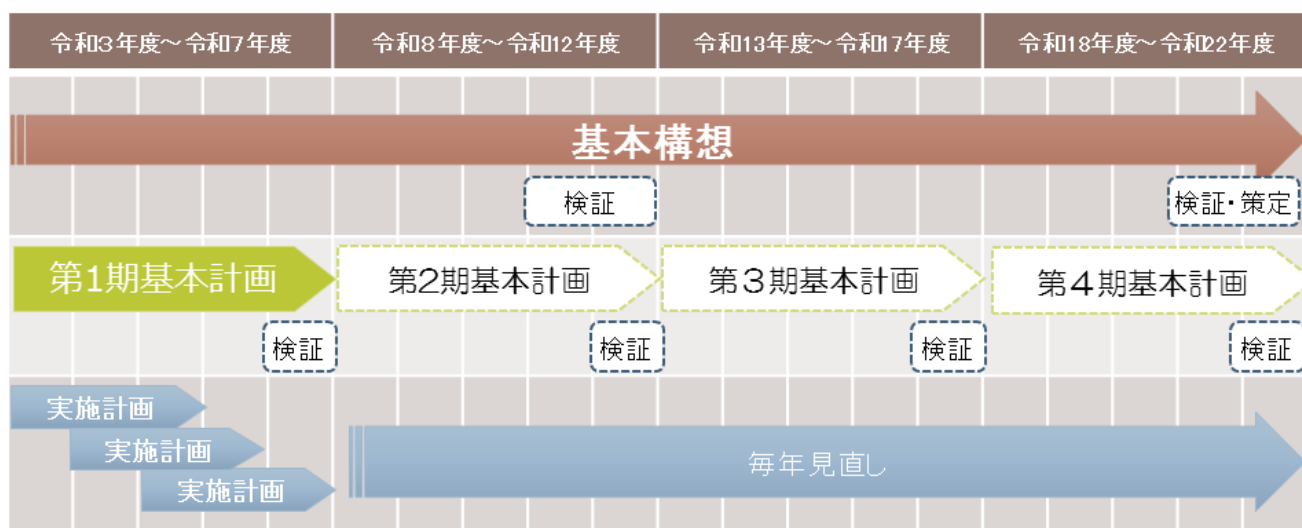 令和3年度～令和7年度
令和8年度～令和12年度
令和13年度～令和17年度
令和18年度～令和22年度
基本構想
検証
検証・策定
第1期基本計画
第2期基本計画
第３期基本計画
第４期基本計画
検証
検証
検証
検証
実施計画
実施計画
実施計画
毎年見直し